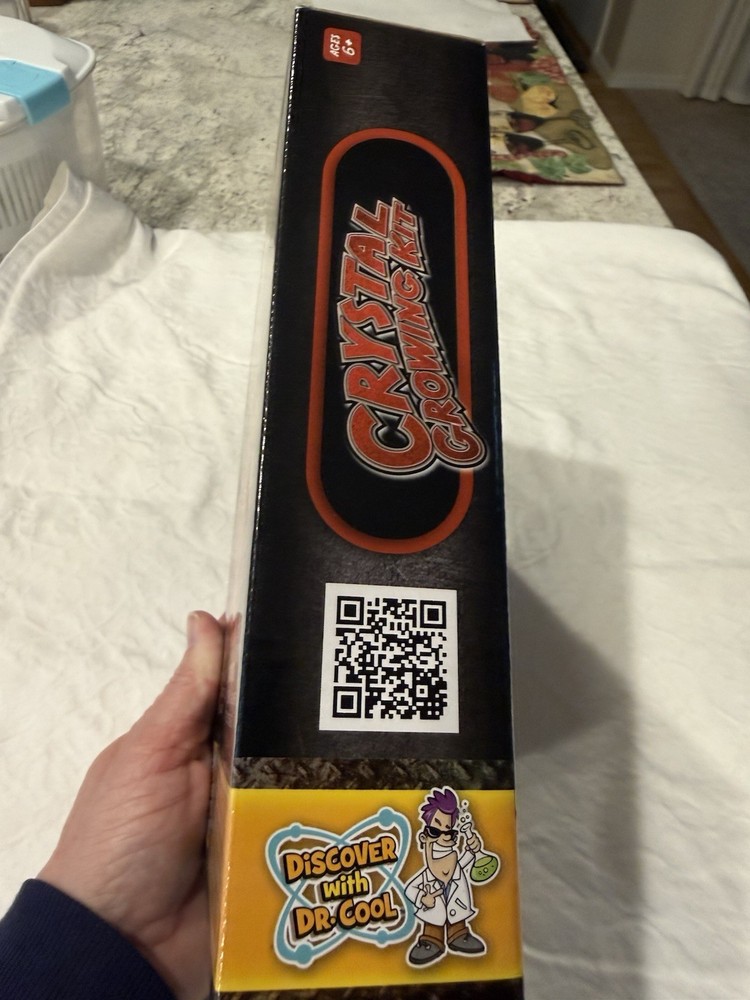 AGES
6+
CRYSTAL
GROWING KIT
DiSCOVER
with
DR. COOL